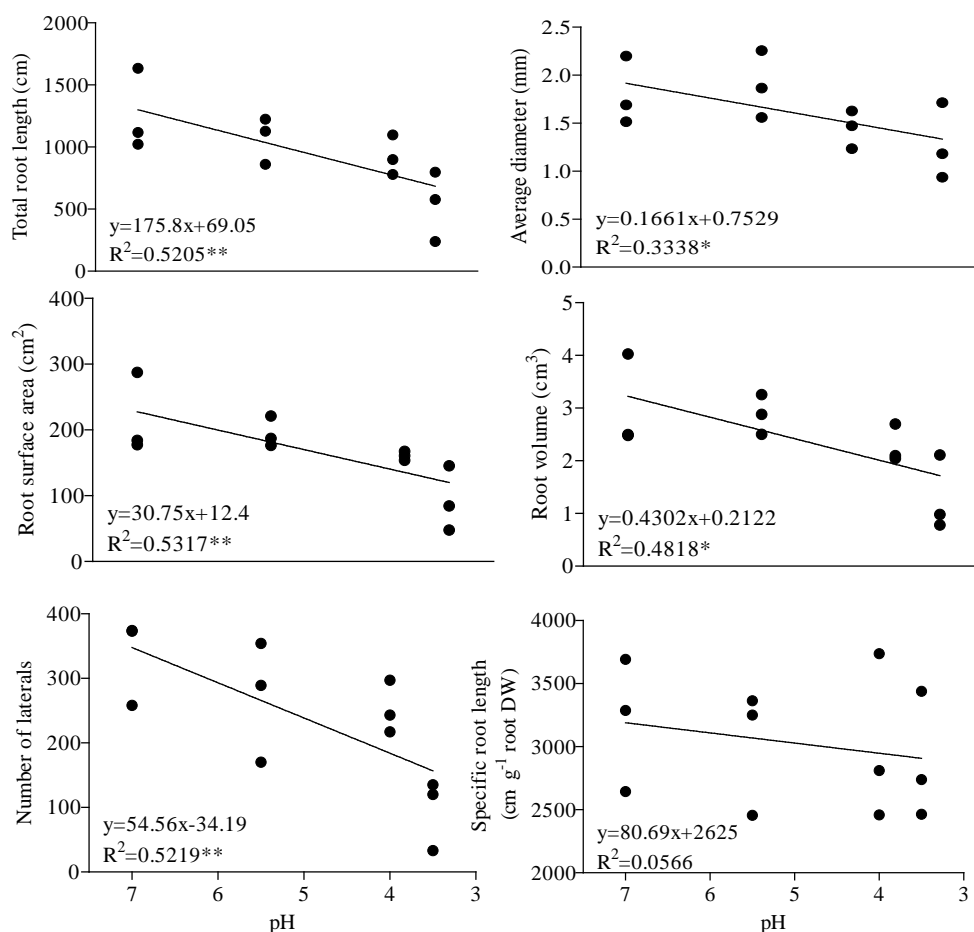 2000
1500
1000
500
0
Total root length (cm)
y=175.8x+69.05
R²=0.5205**
2.5
2.0
1.5
1.0
0.5
0.0
Average diameter (mm)
y=0.1661x+0.7529
R²=0.3338*
400
300
200
100
0
Root surface area (cm²)
y=30.75x+12.4
R²=0.5317**
5
4
3
2
1
0
Root volume (cm³)
y=0.4302x+0.2122
R²=0.4818*
400
300
200
100
0
Number of laterals
y=54.56x-34.19
R²=0.5219**
7 6 5 4 3
pH
4000
3500
3000
2500
2000
Specific root length
(cm g⁻¹ root DW)
y=80.69x+2625
R²=0.0566
7 6 5 4 3
pH